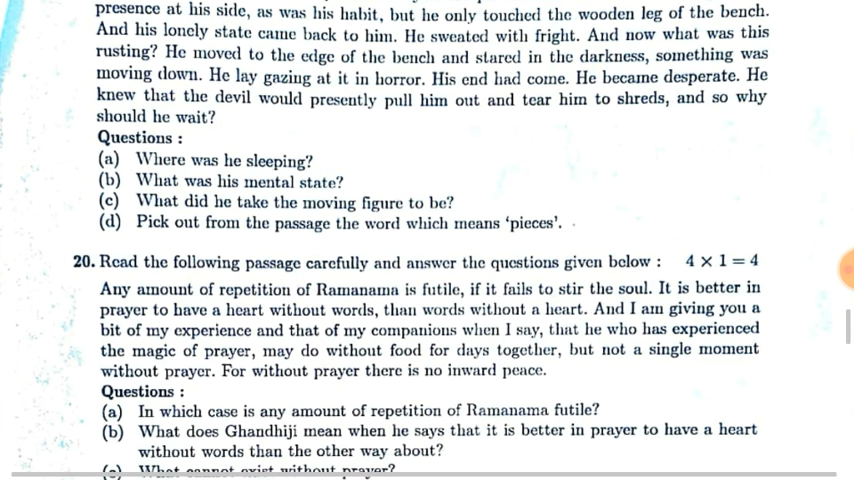 presence at his side, as was his habit, but he only touched the wooden leg of the bench.
And his lonely state came back to him. He sweated with fright. And now what was this
rusting? He moved to the edge of the bench and stared in the darkness, something was
moving down. He lay gazing at it in horror. His end had come. He became desperate. He
knew that the devil would presently pull him out and tear him to shreds, and so why
should he wait?
Questions :
(a) Where was he sleeping?
(b) What was his mental state?
(c) What did he take the moving figure to be?
(d) Pick out from the passage the word which means ‘pieces’.
20. Read the following passage carefully and answer the questions given below : 4 × 1 = 4
Any amount of repetition of Ramanama is futile, if it fails to stir the soul. It is better in
prayer to have a heart without words, than words without a heart. And I am giving you a
bit of my experience and that of my companions when I say, that he who has experienced
the magic of prayer, may do without food for days together, but not a single moment
without prayer. For without prayer there is no inward peace.
Questions :
(a) In which case is any amount of repetition of Ramanama futile?
(b) What does Ghandhiji mean when he says that it is better in prayer to have a heart
without words than the other way about?
(c) What cannot exist without prayer?